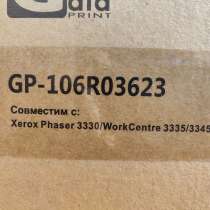 PRINT
GP-106R03623
Совместим с:
Xerox Phaser 3330/WorkCentre 3335/3345